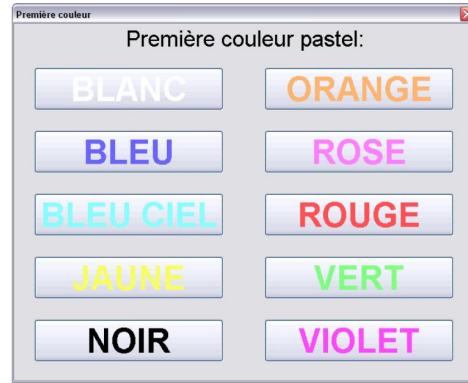 Première couleur
Première couleur pastel:
BLANC
ORANGE
BLEU
ROSE
BLEU CIEL
ROUGE
JAUNE
VERT
NOIR
VIOLET